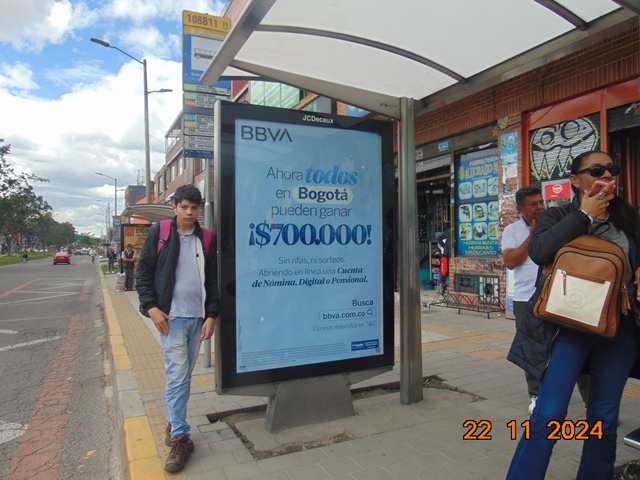 108B11
JCDecaux
BBVA
Ahora todos
en Bogotá
pueden ganar
¡$700.000!
Sin rifas, ni sorteos.
Abriendo en línea una Cuenta
de Nómina, Digital o Pensional.
Busca
bbva.com.co
Conoce requisitos en T&C
ELDORADO
22 11 2024